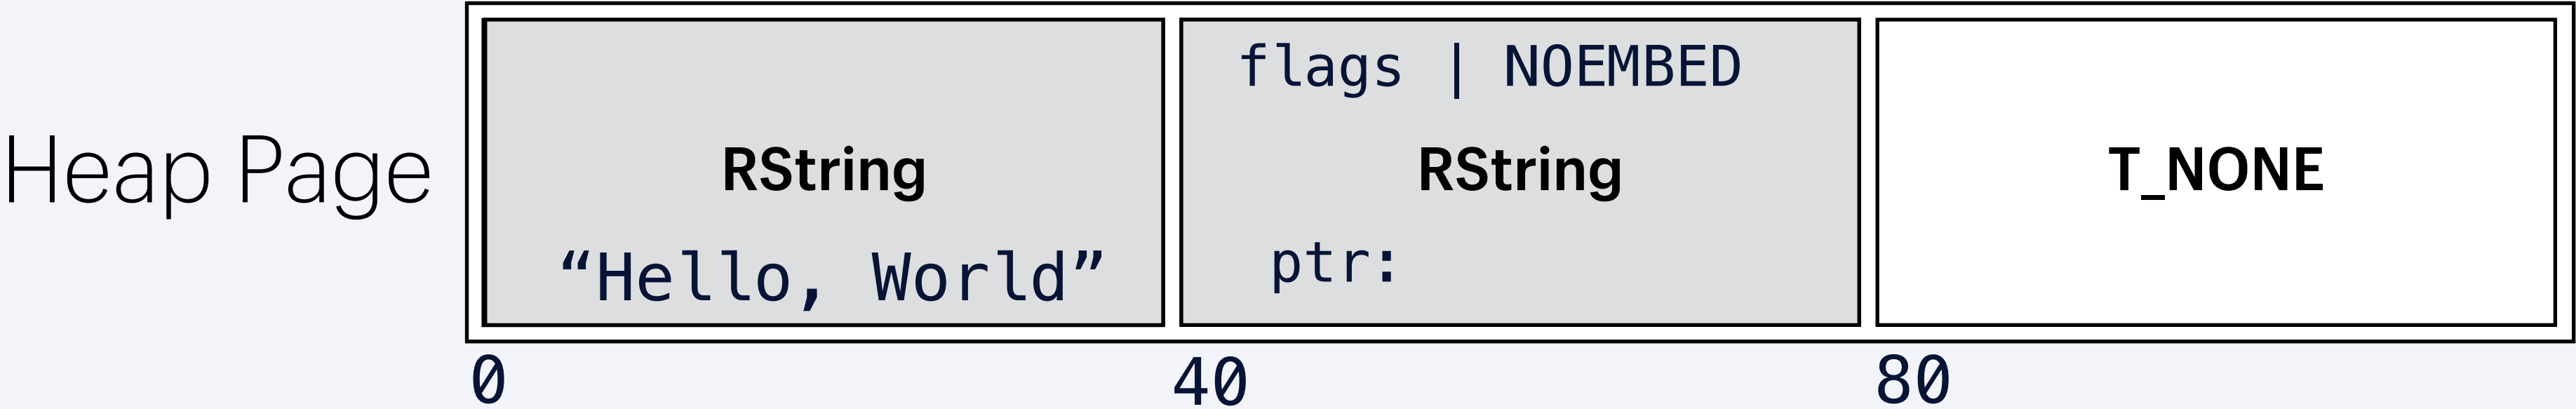 Heap Page
RString
“Hello, World”
flags | NOEMBED
RString
ptr:
T_NONE
0
40
80